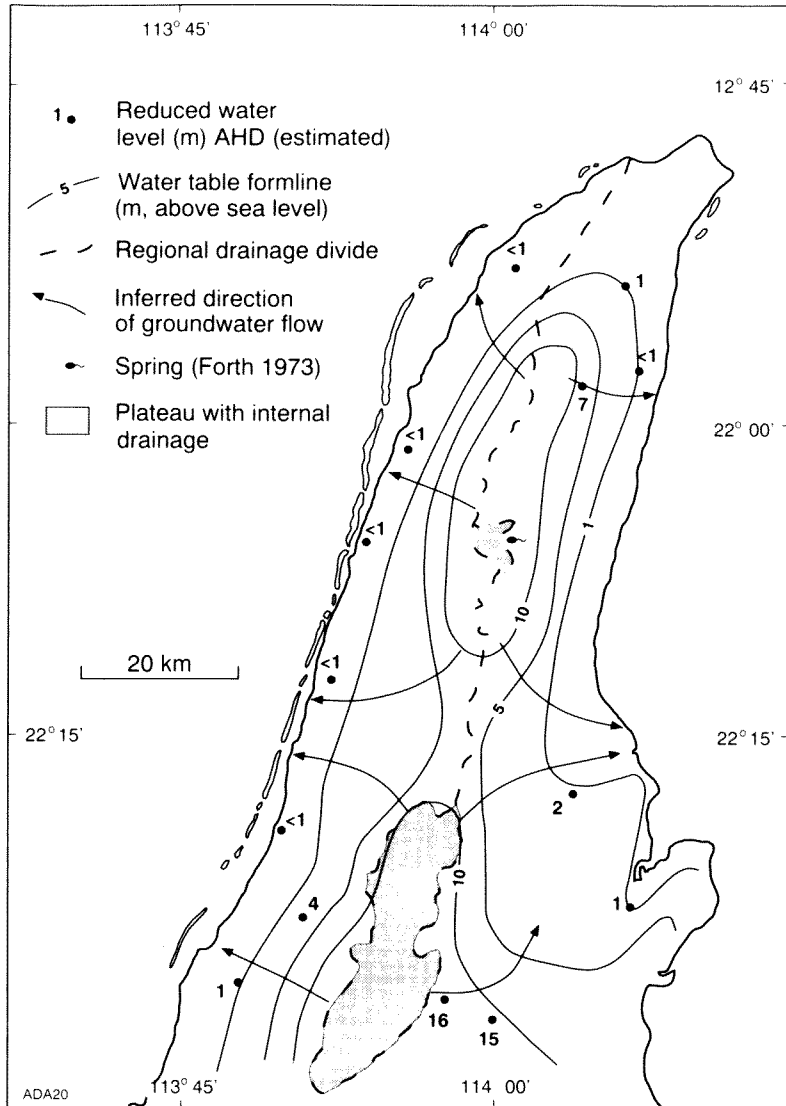 113° 45'
114° 00'
12° 45'
1 Reduced water
level (m) AHD (estimated)
5 Water table formline
(m, above sea level)
Regional drainage divide
Inferred direction
of groundwater flow
Spring (Forth 1973)
Plateau with internal
drainage
<1
1
<1
7
22° 00'
<1
<1
1
10
20 km
<1
5
22° 15'
22° 15'
2
<1
10
4
1
1
16
15
ADA20
113° 45'
114° 00'